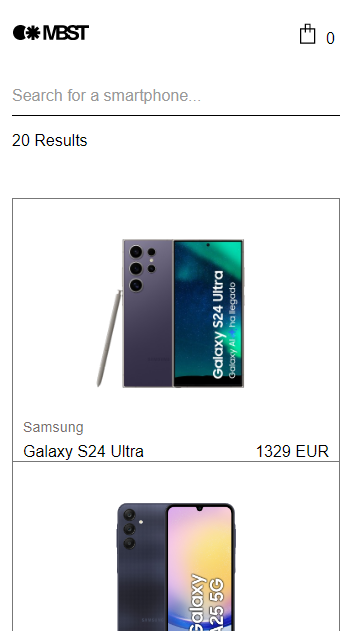 MBST
0
Search for a smartphone...
20 Results
Galaxy S24 Ultra
Galaxy AI ha llegado
Samsung
Galaxy S24 Ultra
1329 EUR
Galaxy
A25 5G